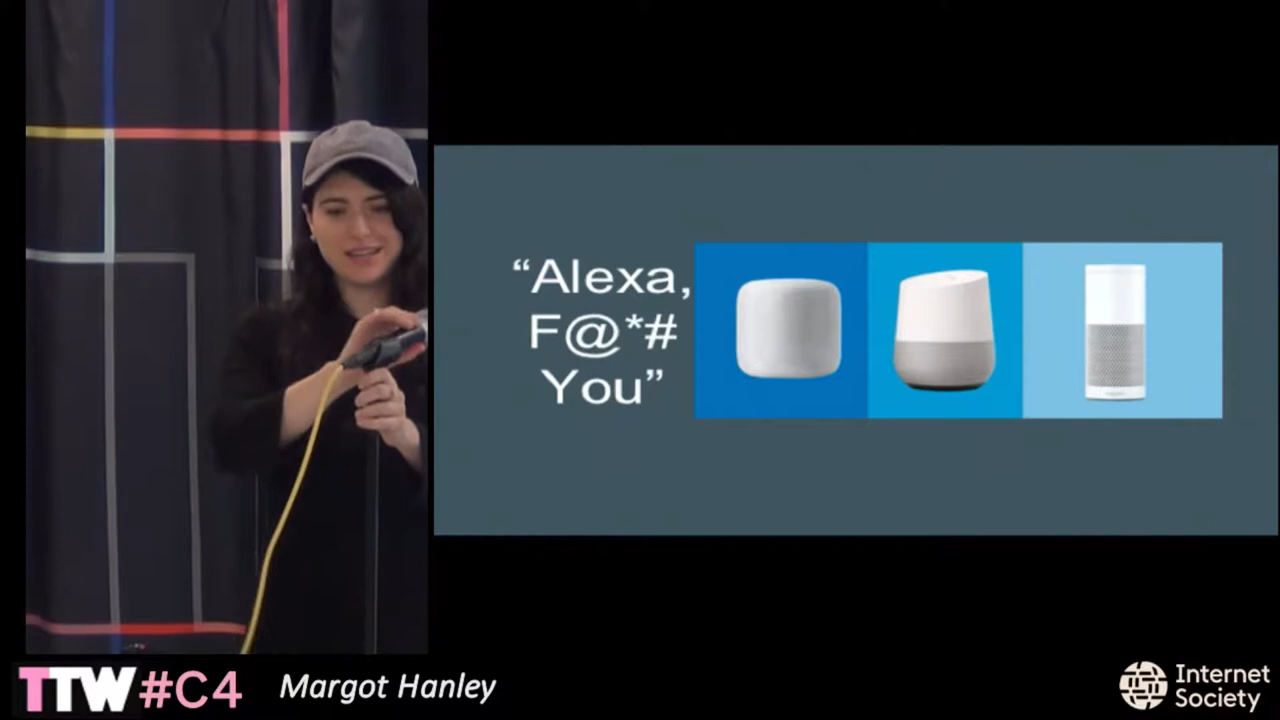 “Alexa,
F@*#
You”
TTW#C4
Margot Hanley
Internet
Society